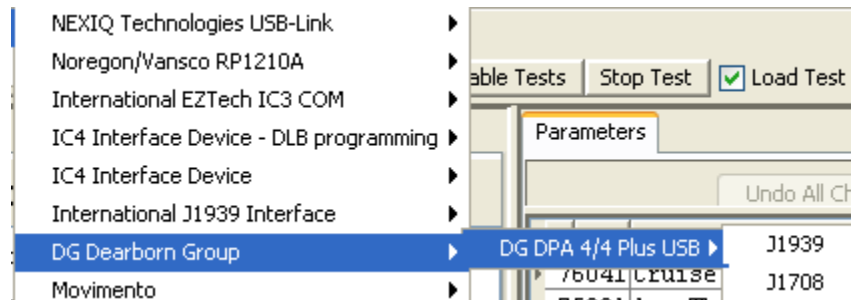 NEXIQ Technologies USB-Link
Noregon/Vansco RP1210A
International EZTech IC3 COM
IC4 Interface Device - DLB programming
IC4 Interface Device
International J1939 Interface
DG Dearborn Group
Movimento
DG DPA 4/4 Plus USB
J1939
J1708
able Tests
Stop Test
Load Test
Parameters
Undo All Ch
76041 Cruise